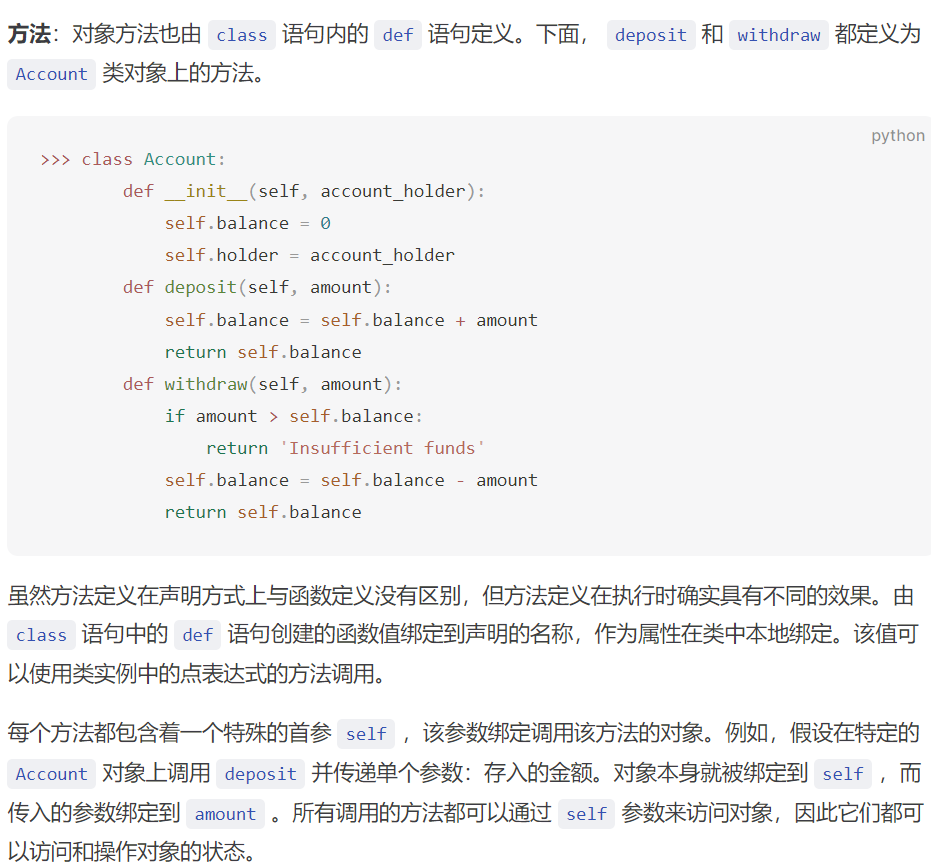 方法：对象方法也由 class 语句内的 def 语句定义。下面， deposit 和 withdraw 都定义为
Account 类对象上的方法。
python
>>> class Account:
        def __init__(self, account_holder):
            self.balance = 0
            self.holder = account_holder
        def deposit(self, amount):
            self.balance = self.balance + amount
            return self.balance
        def withdraw(self, amount):
            if amount > self.balance:
                return 'Insufficient funds'
            self.balance = self.balance - amount
            return self.balance
虽然方法定义在声明方式上与函数定义没有区别，但方法定义在执行时确实具有不同的效果。由
class 语句中的 def 语句创建的函数值绑定到声明的名称，作为属性在类中本地绑定。该值可
以使用类实例中的点表达式的方法调用。
每个方法都包含着一个特殊的首参 self ，该参数绑定调用该方法的对象。例如，假设在特定的
Account 对象上调用 deposit 并传递单个参数：存入的金额。对象本身就被绑定到 self ，而
传入的参数绑定到 amount 。所有调用的方法都可以通过 self 参数来访问对象，因此它们都可
以访问和操作对象的状态。